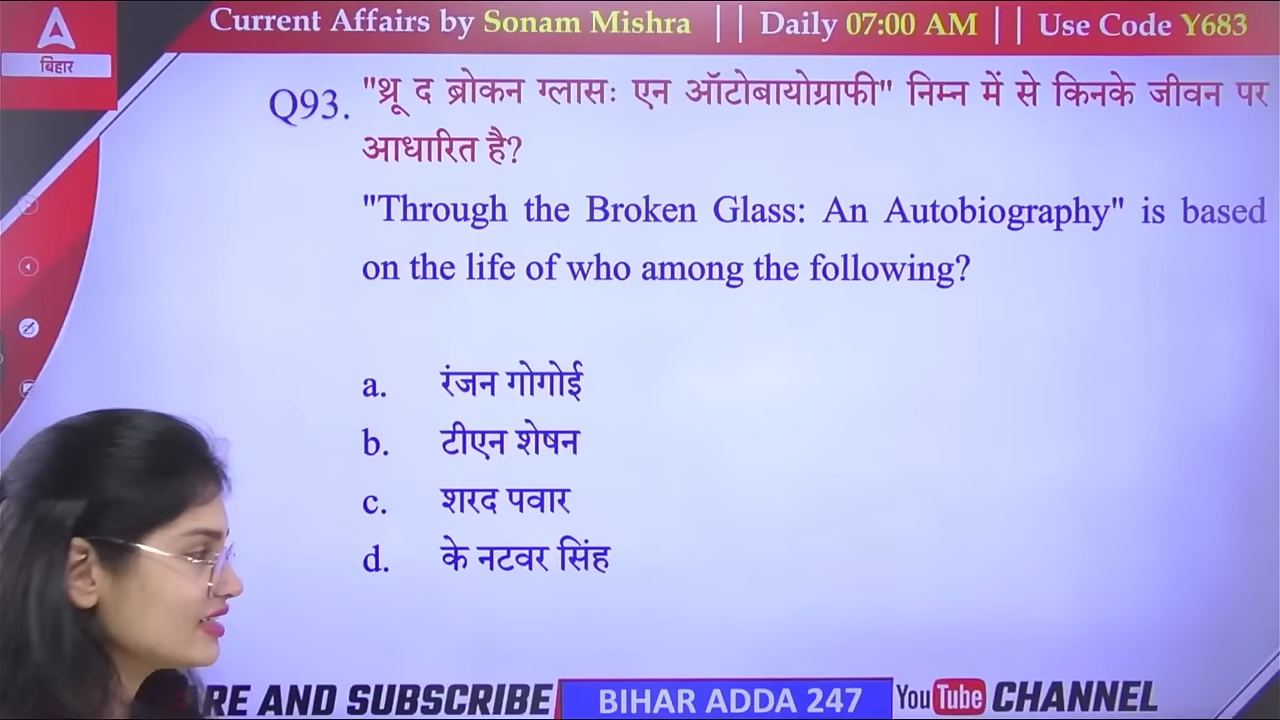 Current Affairs by Sonam Mishra || Daily 07:00 AM || Use Code Y683
बिहार
Q93. "थ्रू द ब्रोकन ग्लासः एन ऑटोबायोग्राफी" निम्न में से किनके जीवन पर
आधारित है?
"Through the Broken Glass: An Autobiography" is based
on the life of who among the following?
a. रंजन गोगोई
b. टीएन शेषन
c. शरद पवार
d. के नटवर सिंह
RE AND SUBSCRIBE BIHAR ADDA 247 YouTube CHANNEL